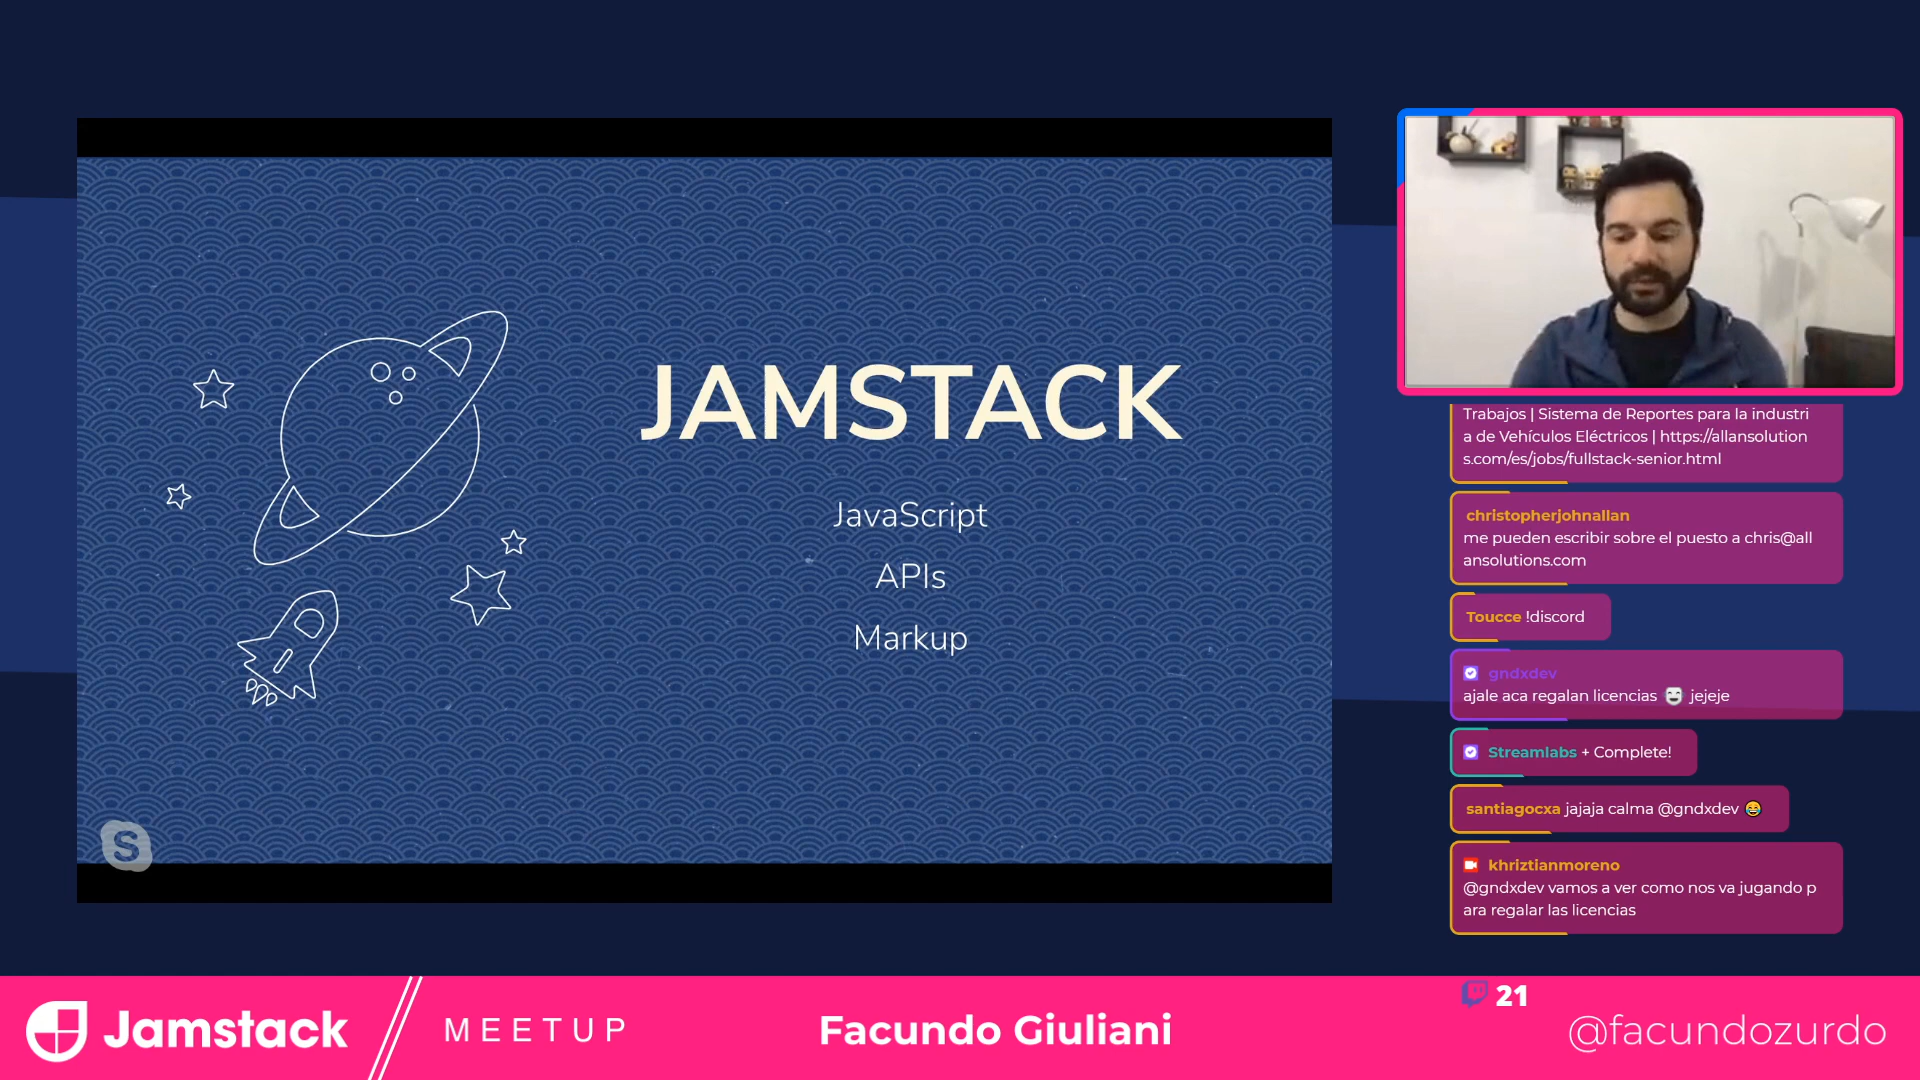 JAMSTACK
JavaScript
APIs
Markup
S
Trabajos | Sistema de Reportes para la industri
a de Vehículos Eléctricos | https://allansolution
s.com/es/jobs/fullstack-senior.html
christopherjohnallan
me pueden escribir sobre el puesto a chris@all
ansolutions.com
Toucce !discord
gndxdev
ajale aca regalan licencias jejeje
Streamlabs + Complete!
santiagocxa jajaja calma @gndxdev 😂
khriztianmoreno
@gndxdev vamos a ver como nos va jugando p
ara regalar las licencias
Jamstack
MEETUP
Facundo Giuliani
21
@facundozurdo